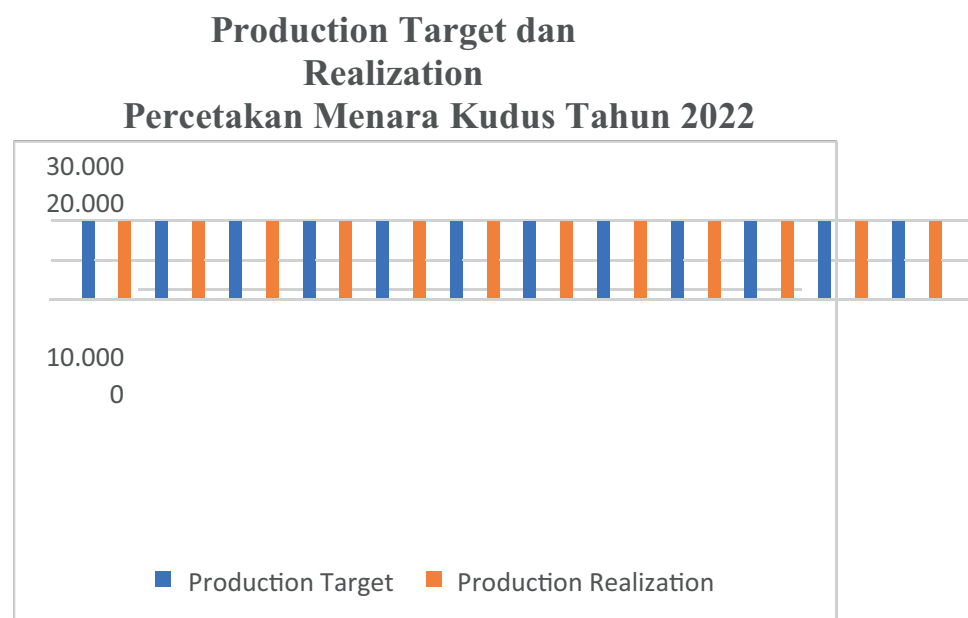 Production Target dan
Realization
Percetakan Menara Kudus Tahun 2022
30.000
20.000
10.000
0
Production Target
Production Realization